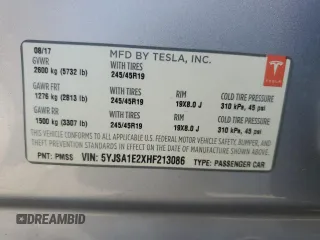 08/17 MFD BY TESLA, INC.
GVWR
2600 kg (5732 lb) WITH TIRES 245/45R19 RIM 19X8.0 J COLD TIRE PRESSURE 310 kPa, 45 psi
GAWR FRT
1276 kg (2813 lb) WITH TIRES 245/45R19 RIM 19X8.0 J COLD TIRE PRESSURE 310 kPa, 45 psi
GAWR RR
1500 kg (3307 lb)
THIS VEHICLE CONFORMS TO ALL APPLICABLE
FEDERAL MOTOR VEHICLE SAFETY, BUMPER, AND THEFT
PREVENTION STANDARDS IN EFFECT ON THE DATE OF
MANUFACTURE SHOWN ABOVE.
PNT: PMSS VIN: 5YJSA1E2XHF213086 TYPE: PASSENGER CAR
TESLA
DREAMBID